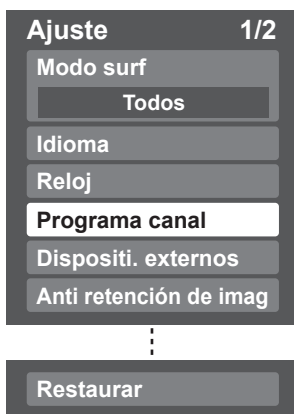 Ajuste 1/2
Modo surf
Todos
Idioma
Reloj
Programa canal
Dispositi. externos
Anti retención de imag
Restaurar